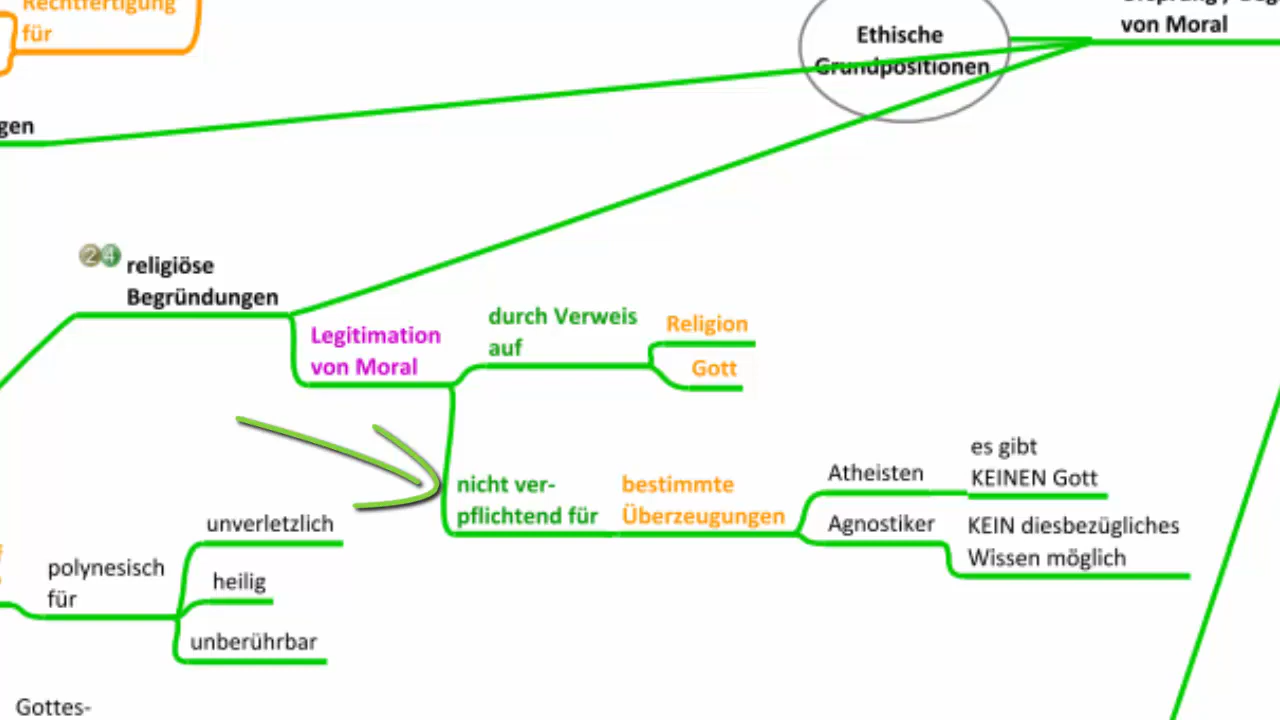 Rechtfertigung
für
Ethische
Grundpositionen
von Moral
gen
2 4
religiöse
Begründungen
Legitimation
von Moral
durch Verweis
auf
Religion
Gott
nicht ver-
pflichtend für
bestimmte
Überzeugungen
Atheisten
es gibt
KEINEN Gott
Agnostiker
KEIN diesbezügliches
Wissen möglich
polynesisch
für
unverletzlich
heilig
unberührbar
Gottes-